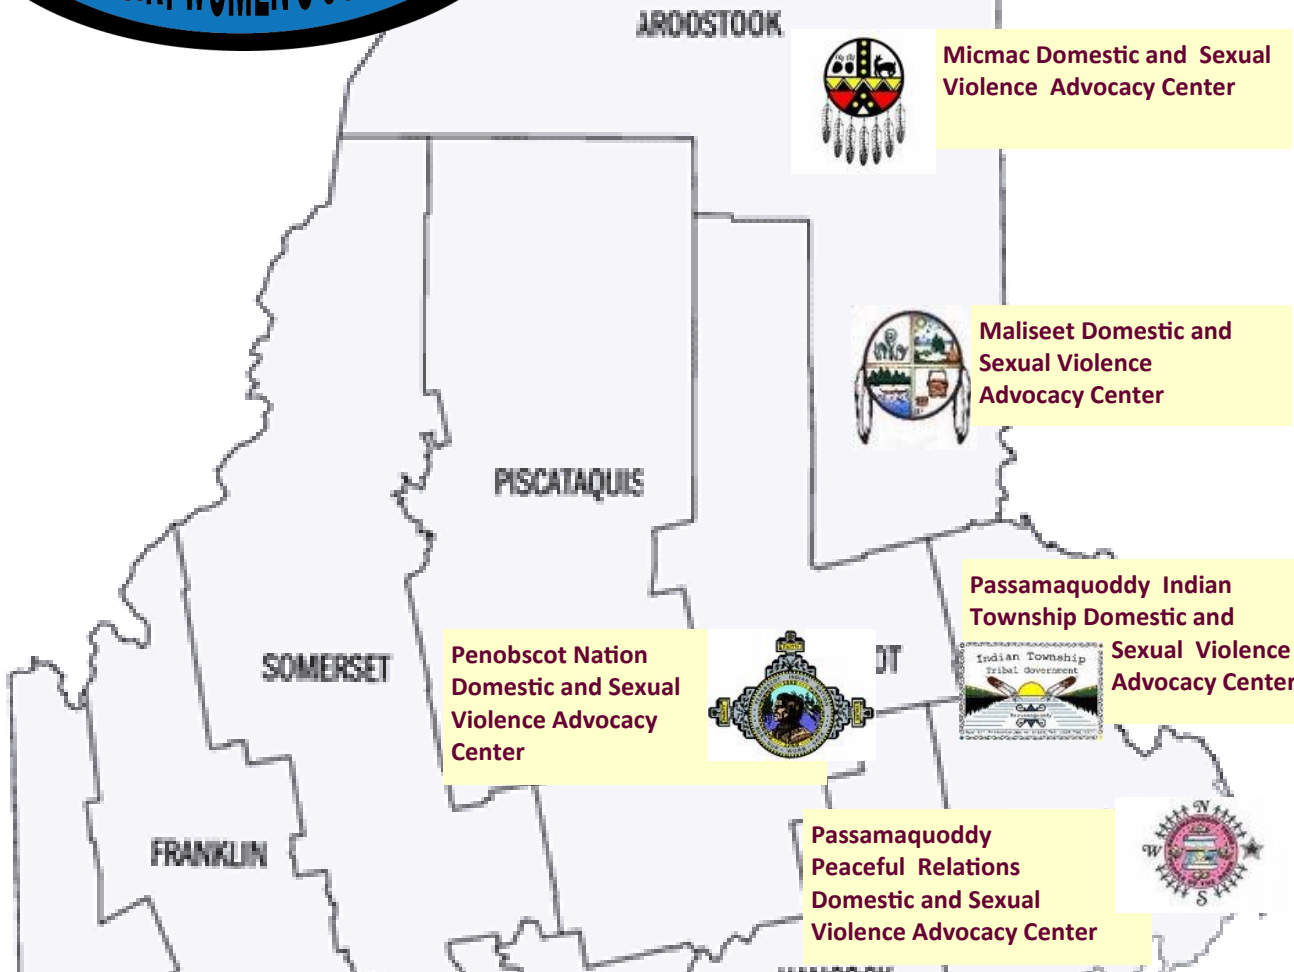 WOMEN'S
AROOSTOOK
Micmac Domestic and Sexual
Violence Advocacy Center
Maliseet Domestic and
Sexual Violence
Advocacy Center
PISCATAQUIS
Passamaquoddy Indian
Township Domestic and
Sexual Violence
Advocacy Center
Indian Township
Tribal Government
SOMERSET
Penobscot Nation
Domestic and Sexual
Violence Advocacy
Center
OT
FRANKLIN
Passamaquoddy
Peaceful Relations
Domestic and Sexual
Violence Advocacy Center
N
W
S